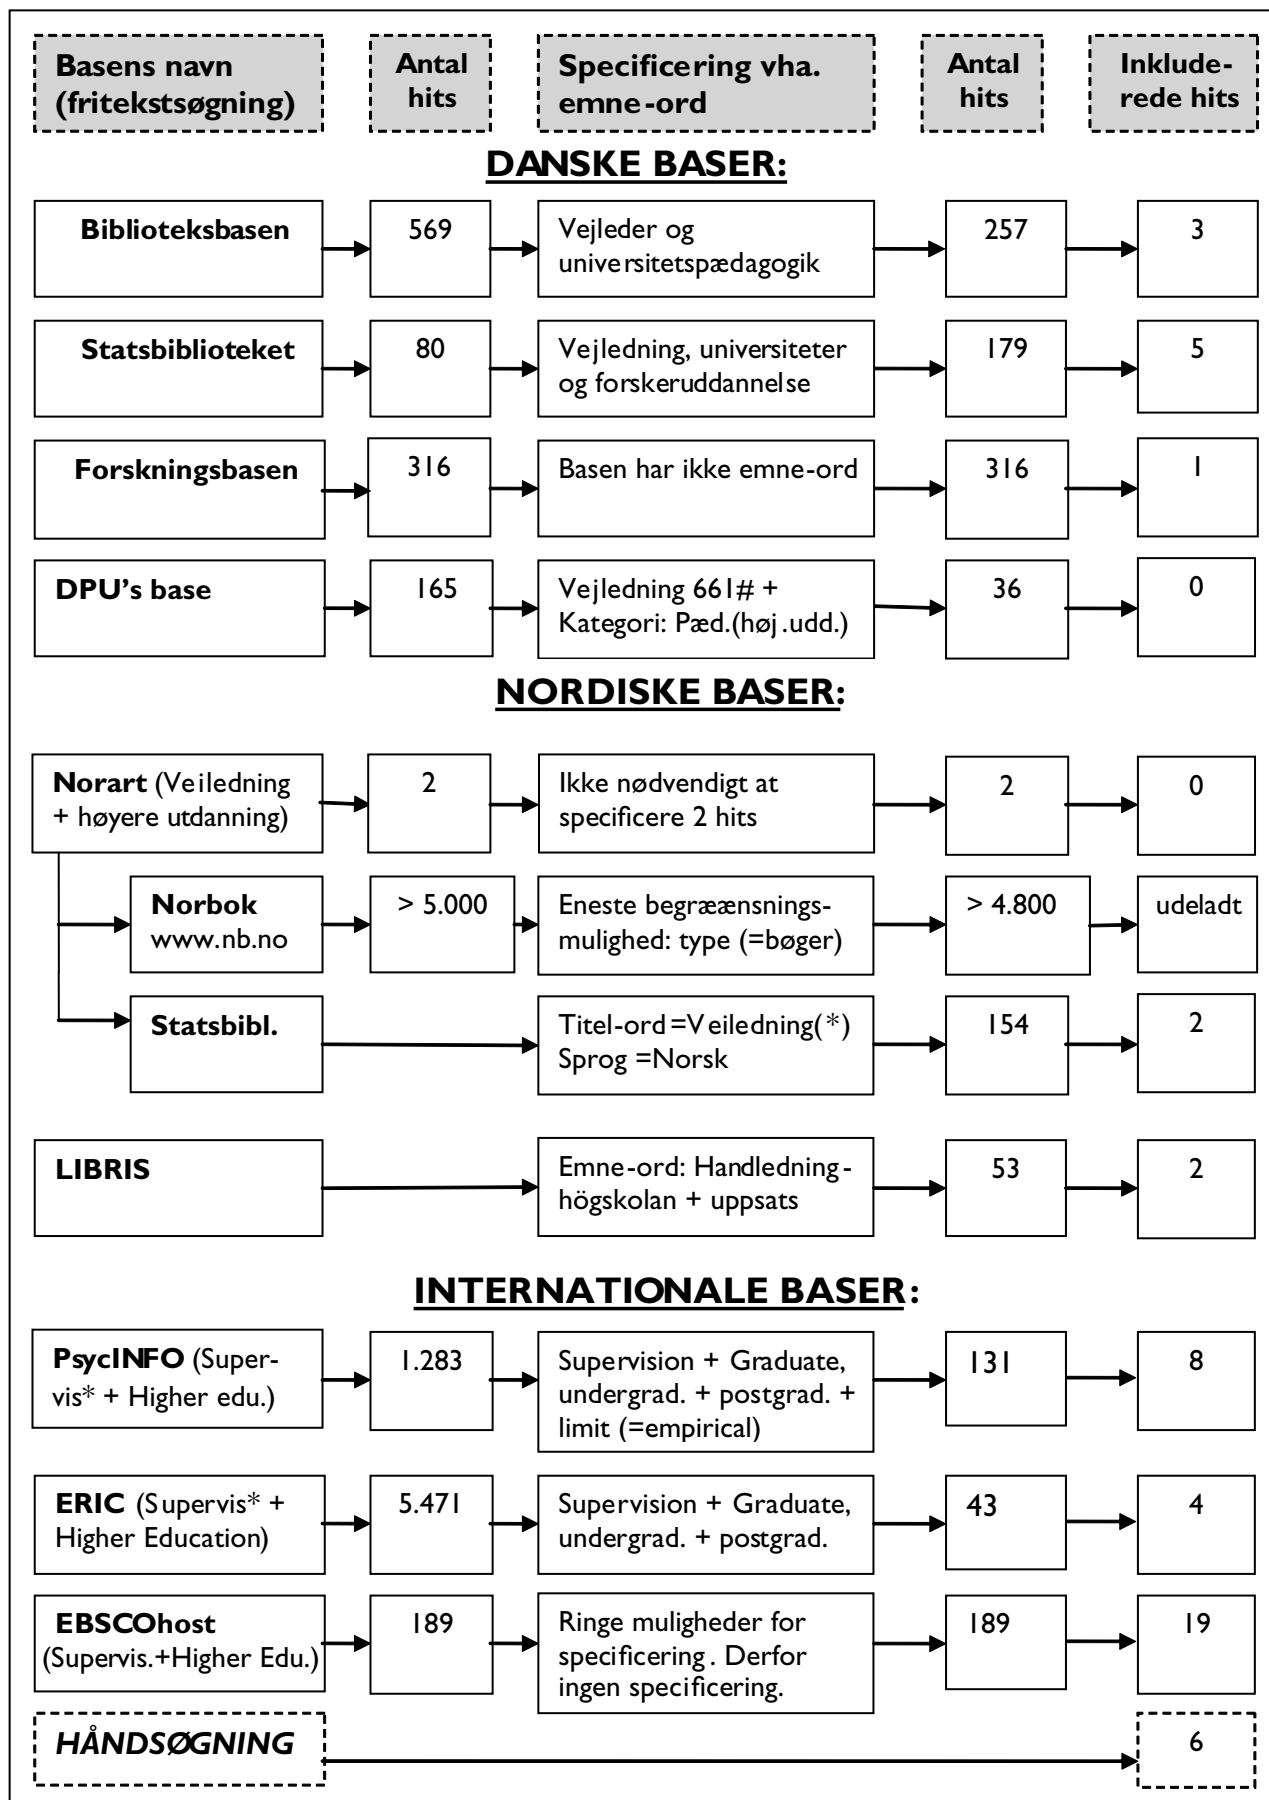 Basens navn
(fritekstsøgning)
Antal
hits
Specificering vha.
emne-ord
Antal
hits
Inklude-
rede hits
DANSKE BASER:
Biblioteksbasen
569
Vejleder og
universitetspædagogik
257
3
Statsbiblioteket
80
Vejledning, universiteter
og forskeruddannelse
179
5
Forskningsbasen
316
Basen har ikke emne-ord
316
1
DPU's base
165
Vejledning 661# +
Kategori: Pæd.(høj.udd.)
36
0
NORDISKE BASER:
Norart (Veiledning
+ høyere utdanning)
2
Ikke nødvendigt at
specificere 2 hits
2
0
Norbok
www.nb.no
> 5.000
Eneste begræænsnings-
mulighed: type (=bøger)
> 4.800
udeladt
Statsbibl.
Titel-ord =Veiledning(*)
Sprog =Norsk
154
2
LIBRIS
Emne-ord: Handledning-
högskolan + uppsats
53
2
INTERNATIONALE BASER:
PsycINFO (Super-
vis* + Higher edu.)
1.283
Supervision + Graduate,
undergrad. + postgrad. +
limit (=empirical)
131
8
ERIC (Supervis* +
Higher Education)
5.471
Supervision + Graduate,
undergrad. + postgrad.
43
4
EBSCOhost
(Supervis.+Higher Edu.)
189
Ringe muligheder for
specificering. Derfor
ingen specificering.
189
19
HÅNDSØGNING
6